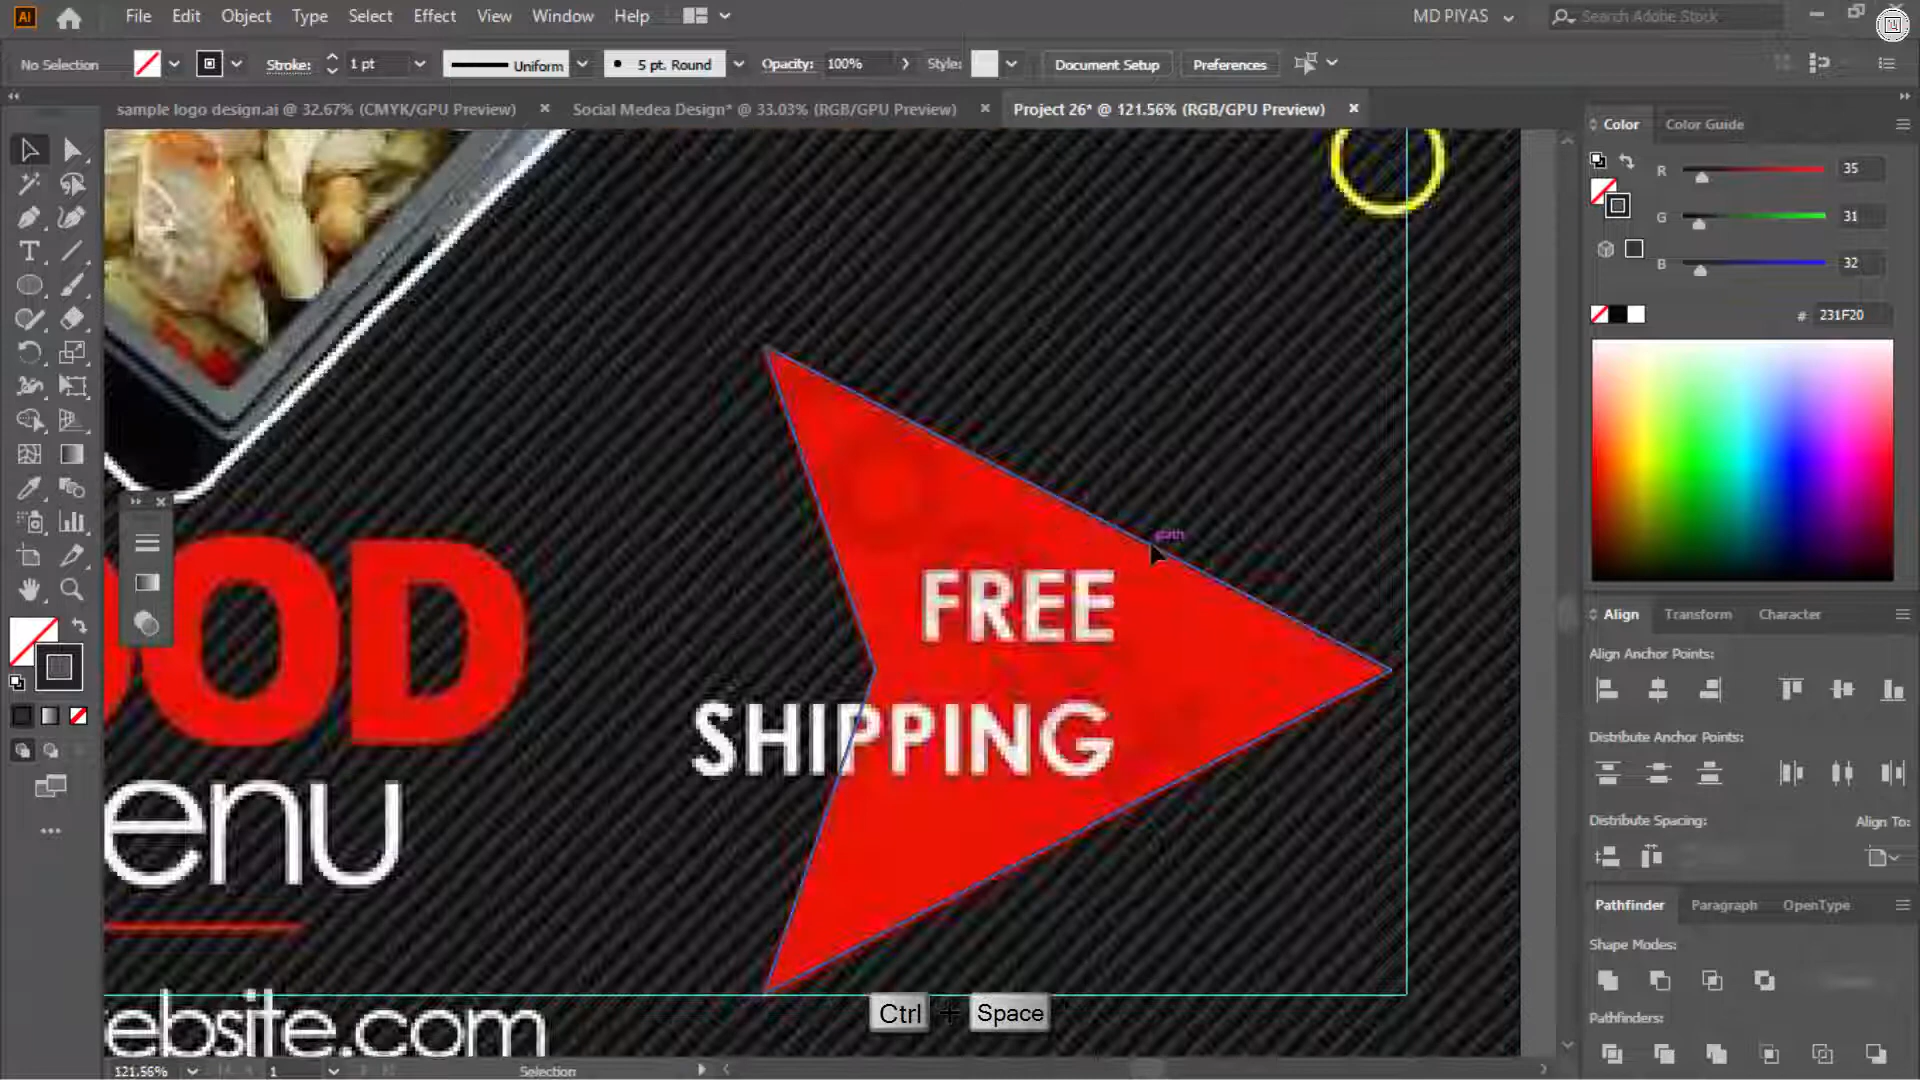 Ai File Edit Object Type Select Effect View Window Help MD PIYAS Search Adobe Stock
No Selection Stroke: 1 pt Uniform 5 pt. Round Opacity: 100% Style: Document Setup Preferences
sample logo design.ai @ 32.67% (CMYK/GPU Preview) Social Medea Design* @ 33.03% (RGB/GPU Preview) Project 26* @ 121.56% (RGB/GPU Preview)
Color Color Guide
R 35
G 31
B 32
# 231F20
path
FREE
SHIPPING
OOD
enu
ebsite.com
Ctrl + Space
Align Transform Character
Align Anchor Points:
Distribute Anchor Points:
Distribute Spacing: Align To:
Pathfinder Paragraph OpenType
Shape Modes:
Pathfinders:
121.56% 1 Selection